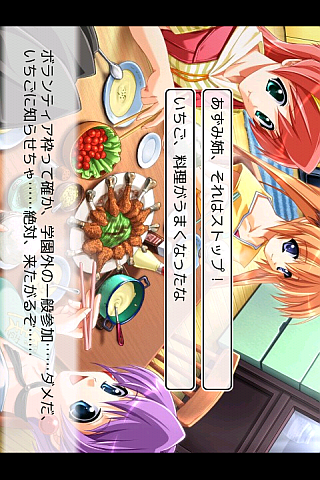 あずみ姉、それはストップ!
いちご、料理がうまくなったな
ボランティア枠って確か、学園外の一般参加……ダメだ、
いちごに知らせちゃ……絶対、来たがるぞ……